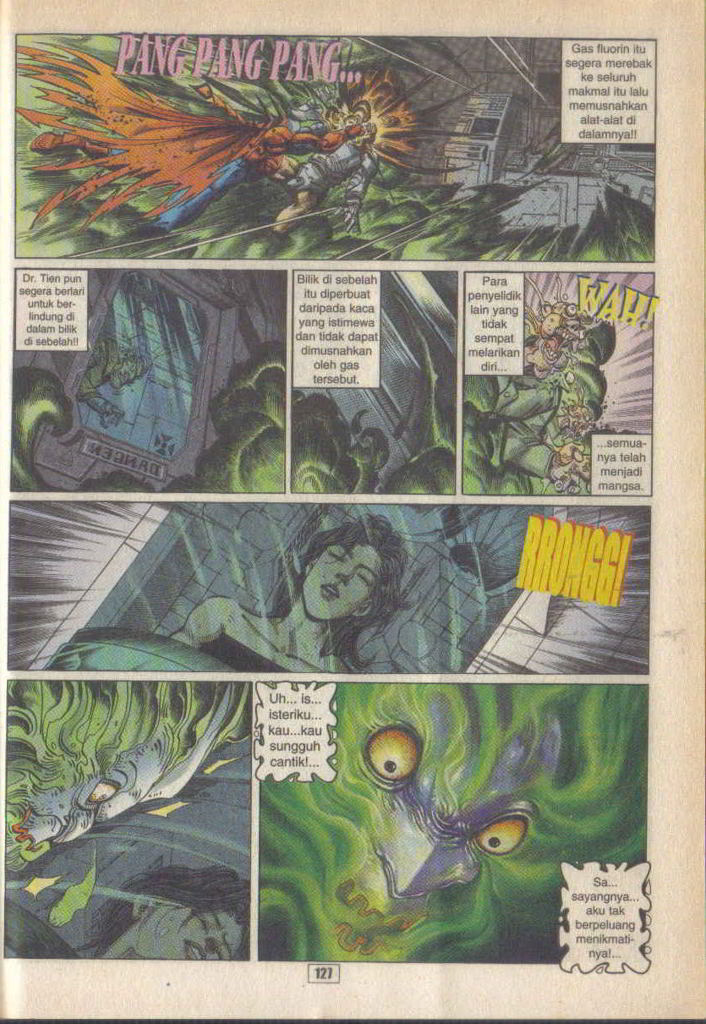 PANG PANG PANG...
Gas fluorin itu
segera merebak
ke seluruh
makmal itu lalu
memusnahkan
alat-alat di
dalamnya!!
Dr. Tien pun
segera berlari
untuk ber-
lindung di
dalam bilik
di sebelah!!
DANGER
Bilik di sebelah
itu diperbuat
daripada kaca
yang istimewa
dan tidak dapat
dimusnahkan
oleh gas
tersebut.
Para
penyelidik
lain yang
tidak
sempat
melarikan
diri...
WAH!
...semua-
nya telah
menjadi
mangsa.
RRONGG!
Uh... is...
isteriku...
kau...kau
sungguh
cantik!...
Sa...
sayangnya...
aku tak
berpeluang
menikmati-
nya!...
127